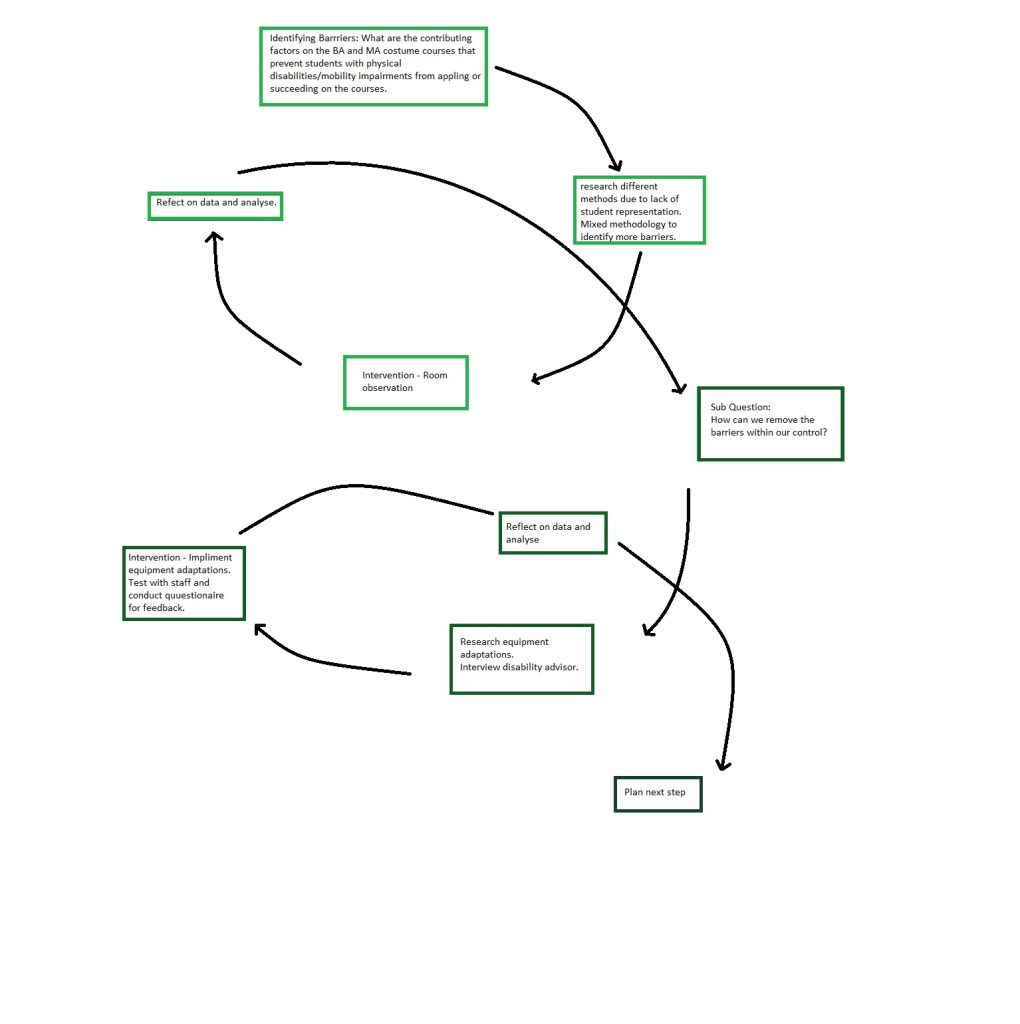 Identifying Barrriers: What are the contributing
factors on the BA and MA costume courses that
prevent students with physical
disabilities/mobility impairments from appling or
succeeding on the courses.
research different
methods due to lack of
student representation.
Mixed methodology to
identify more barriers.
Intervention - Room
observation
Refect on data and analyse.
Sub Question:
How can we remove the
barriers within our control?
Research equipment
adaptations.
Interview disability advisor.
Intervention - Impliment
equipment adaptations.
Test with staff and
conduct quuestionaire
for feedback.
Reflect on data and
analyse
Plan next step